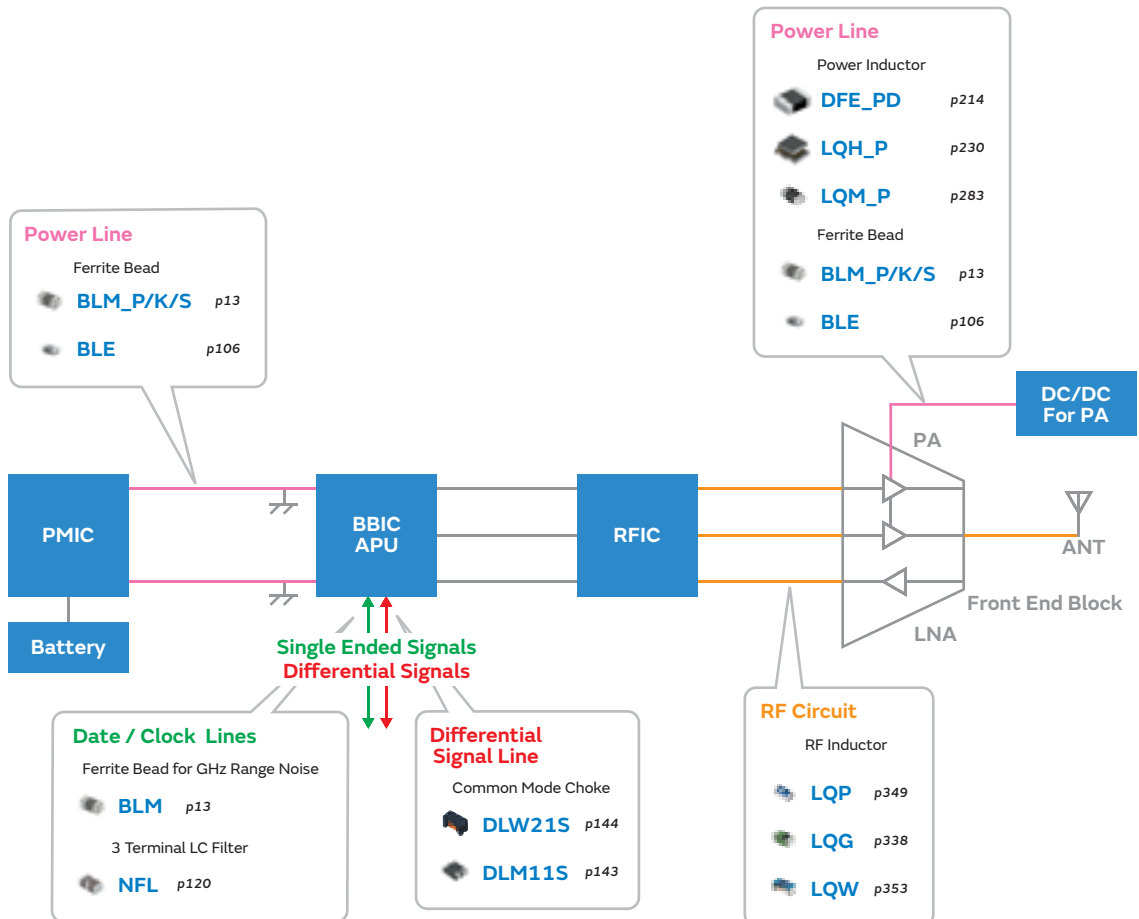 Power Line
Power Inductor
DFE_PD p214
LQH_P p230
LQM_P p283
Ferrite Bead
BLM_P/K/S p13
BLE p106
Power Line
Ferrite Bead
BLM_P/K/S p13
BLE p106
DC/DC
For PA
PA
PMIC
BBIC
APU
RFIC
ANT
Front End Block
LNA
Battery
Single Ended Signals
Differential Signals
Date / Clock Lines
Ferrite Bead for GHz Range Noise
BLM p13
3 Terminal LC Filter
NFL p120
Differential
Signal Line
Common Mode Choke
DLW21S p144
DLM11S p143
RF Circuit
RF Inductor
LQP p349
LQG p338
LQW p353